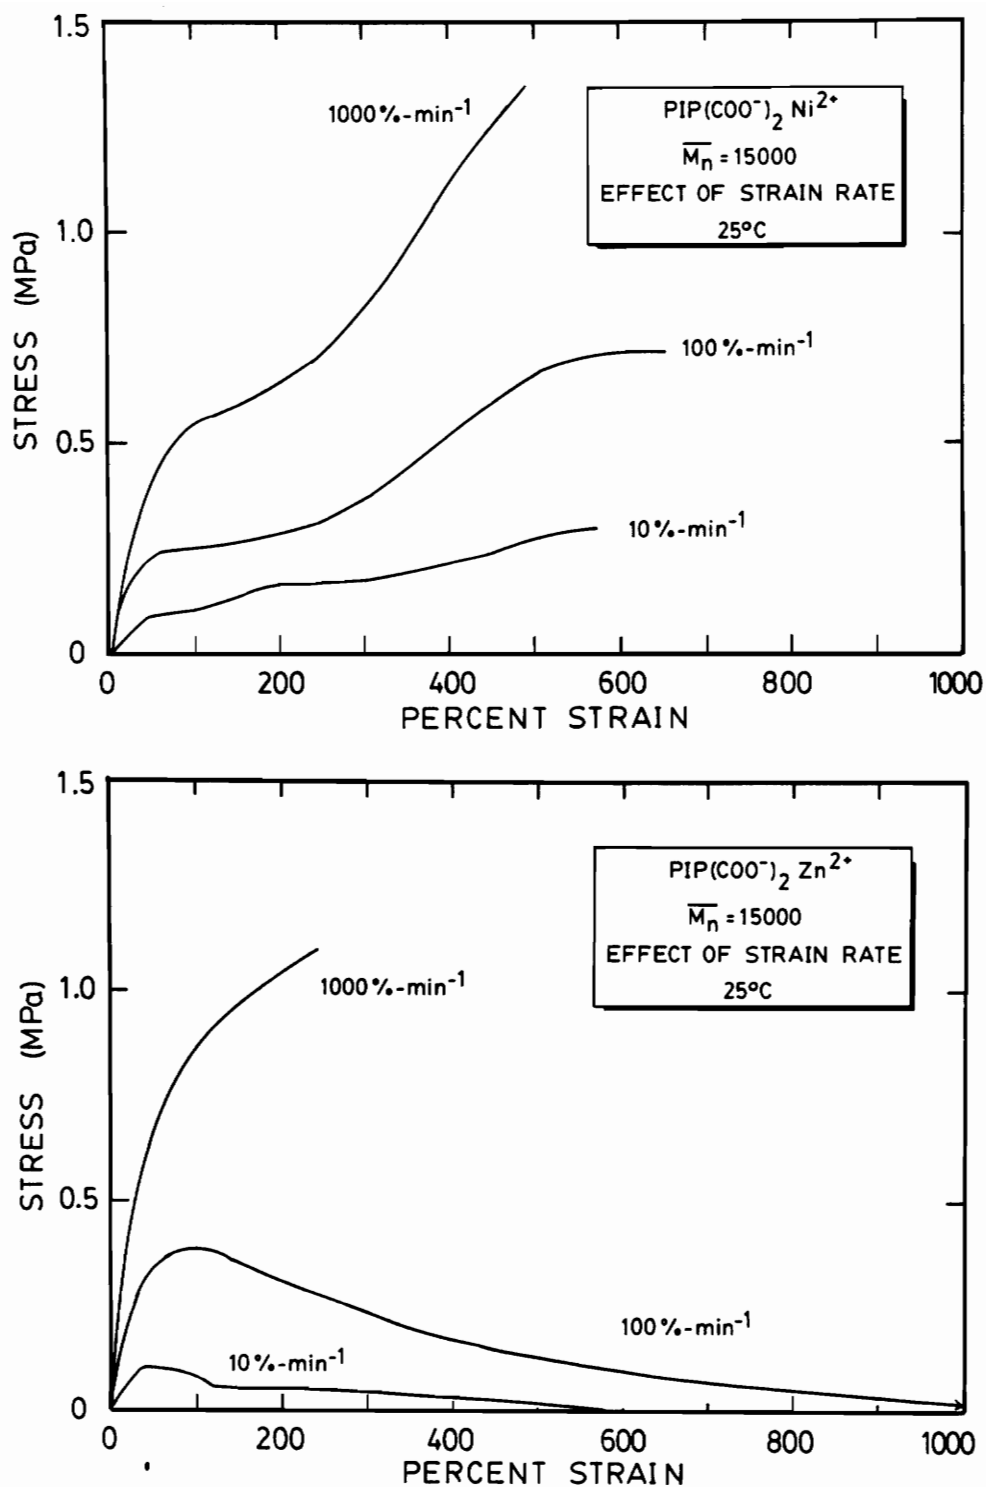 1.5
1000%-min⁻¹
PIP(COO⁻)₂ Ni²⁺
M̅n̅ = 15000
EFFECT OF STRAIN RATE
25°C
1.0
STRESS (MPa)
100%-min⁻¹
0.5
10%-min⁻¹
0
0 200 400 600 800 1000
PERCENT STRAIN
1.5
PIP(COO⁻)₂ Zn²⁺
M̅n̅ = 15000
EFFECT OF STRAIN RATE
25°C
1.0
1000%-min⁻¹
STRESS (MPa)
0.5
100%-min⁻¹
10%-min⁻¹
0
0 200 400 600 800 1000
PERCENT STRAIN